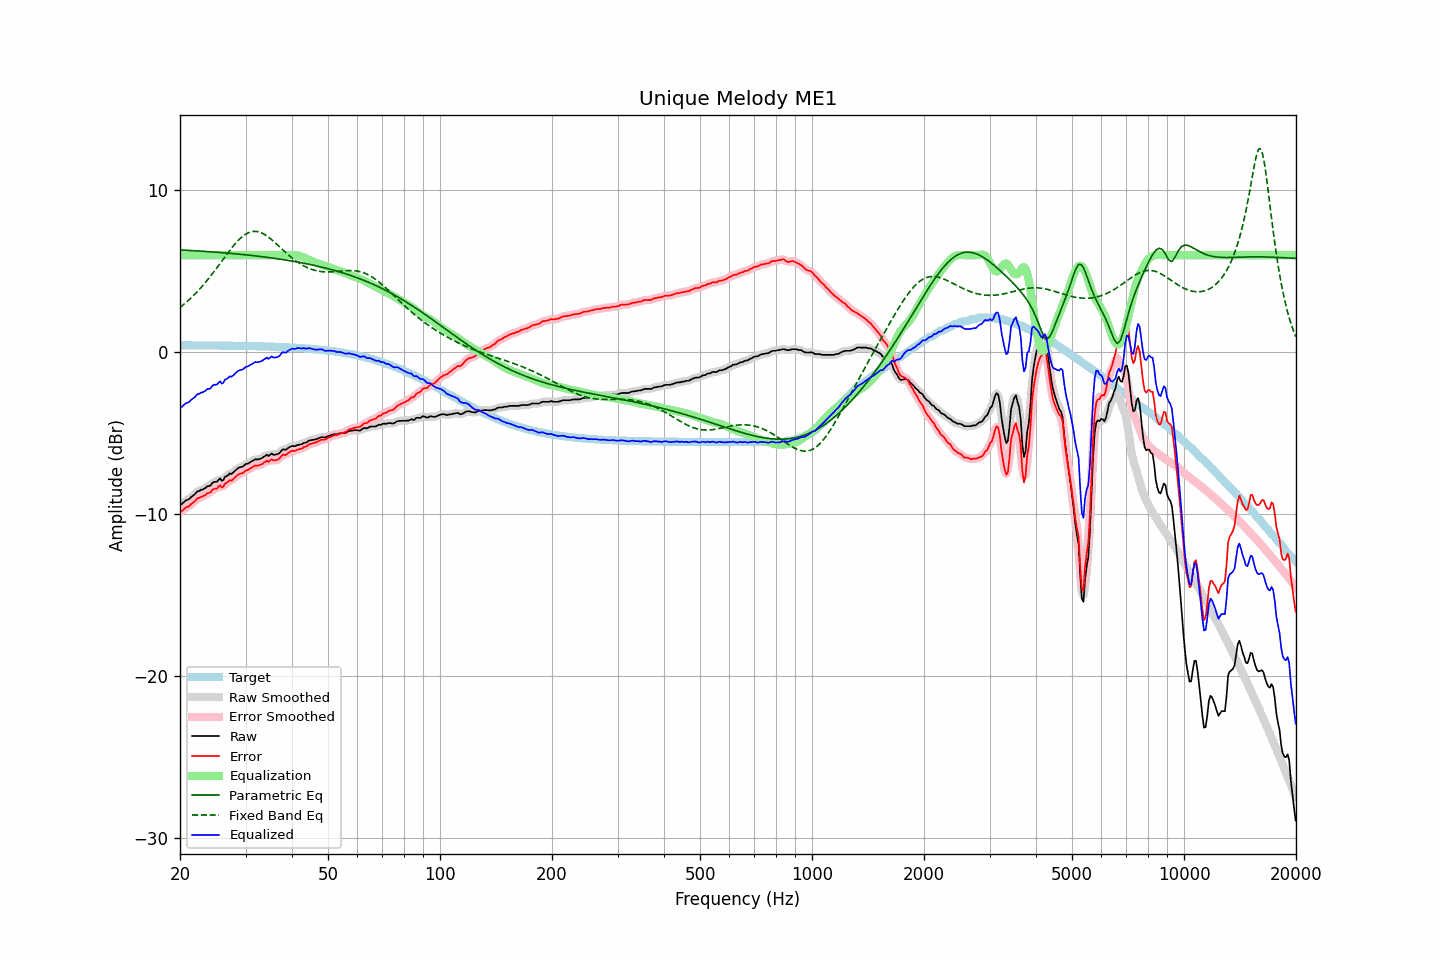 Unique Melody ME1
Amplitude (dBr)
10
0
−10
−20
−30
Target
Raw Smoothed
Error Smoothed
Raw
Error
Equalization
Parametric Eq
Fixed Band Eq
Equalized
20 50 100 200 500 1000 2000 5000 10000 20000
Frequency (Hz)